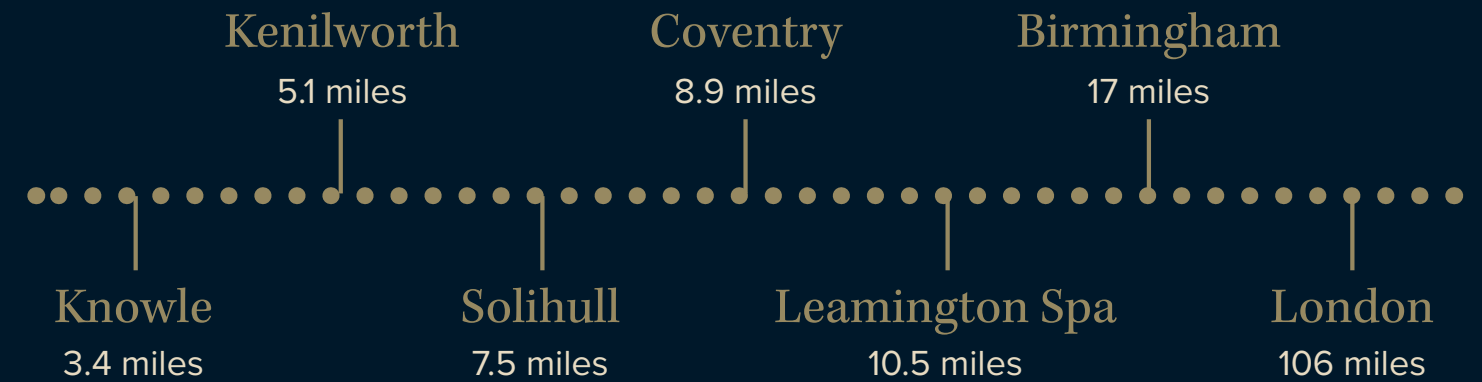 Kenilworth
5.1 miles
Coventry
8.9 miles
Birmingham
17 miles
Knowle
3.4 miles
Solihull
7.5 miles
Leamington Spa
10.5 miles
London
106 miles